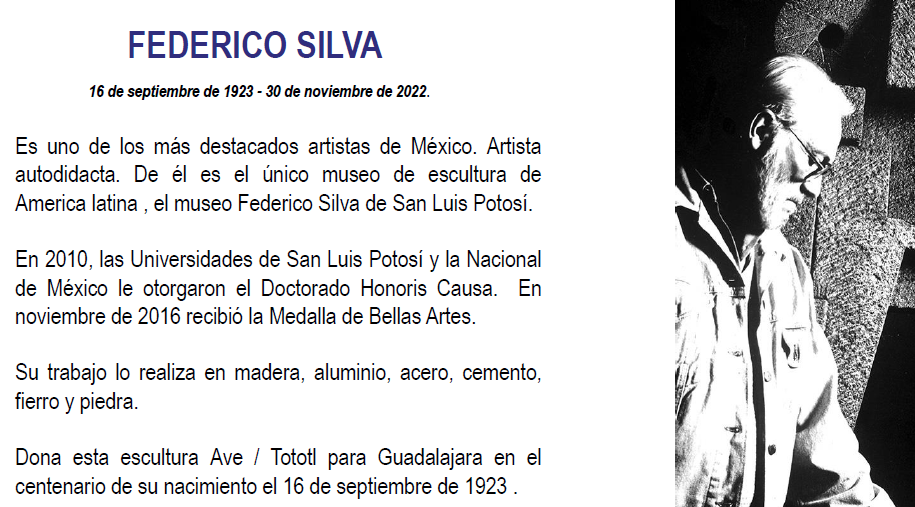 FEDERICO SILVA
16 de septiembre de 1923 - 30 de noviembre de 2022.
Es uno de los más destacados artistas de México. Artista
autodidacta. De él es el único museo de escultura de
America latina , el museo Federico Silva de San Luis Potosí.
En 2010, las Universidades de San Luis Potosí y la Nacional
de México le otorgaron el Doctorado Honoris Causa. En
noviembre de 2016 recibió la Medalla de Bellas Artes.
Su trabajo lo realiza en madera, aluminio, acero, cemento,
fierro y piedra.
Dona esta escultura Ave / Tototl para Guadalajara en el
centenario de su nacimiento el 16 de septiembre de 1923 .